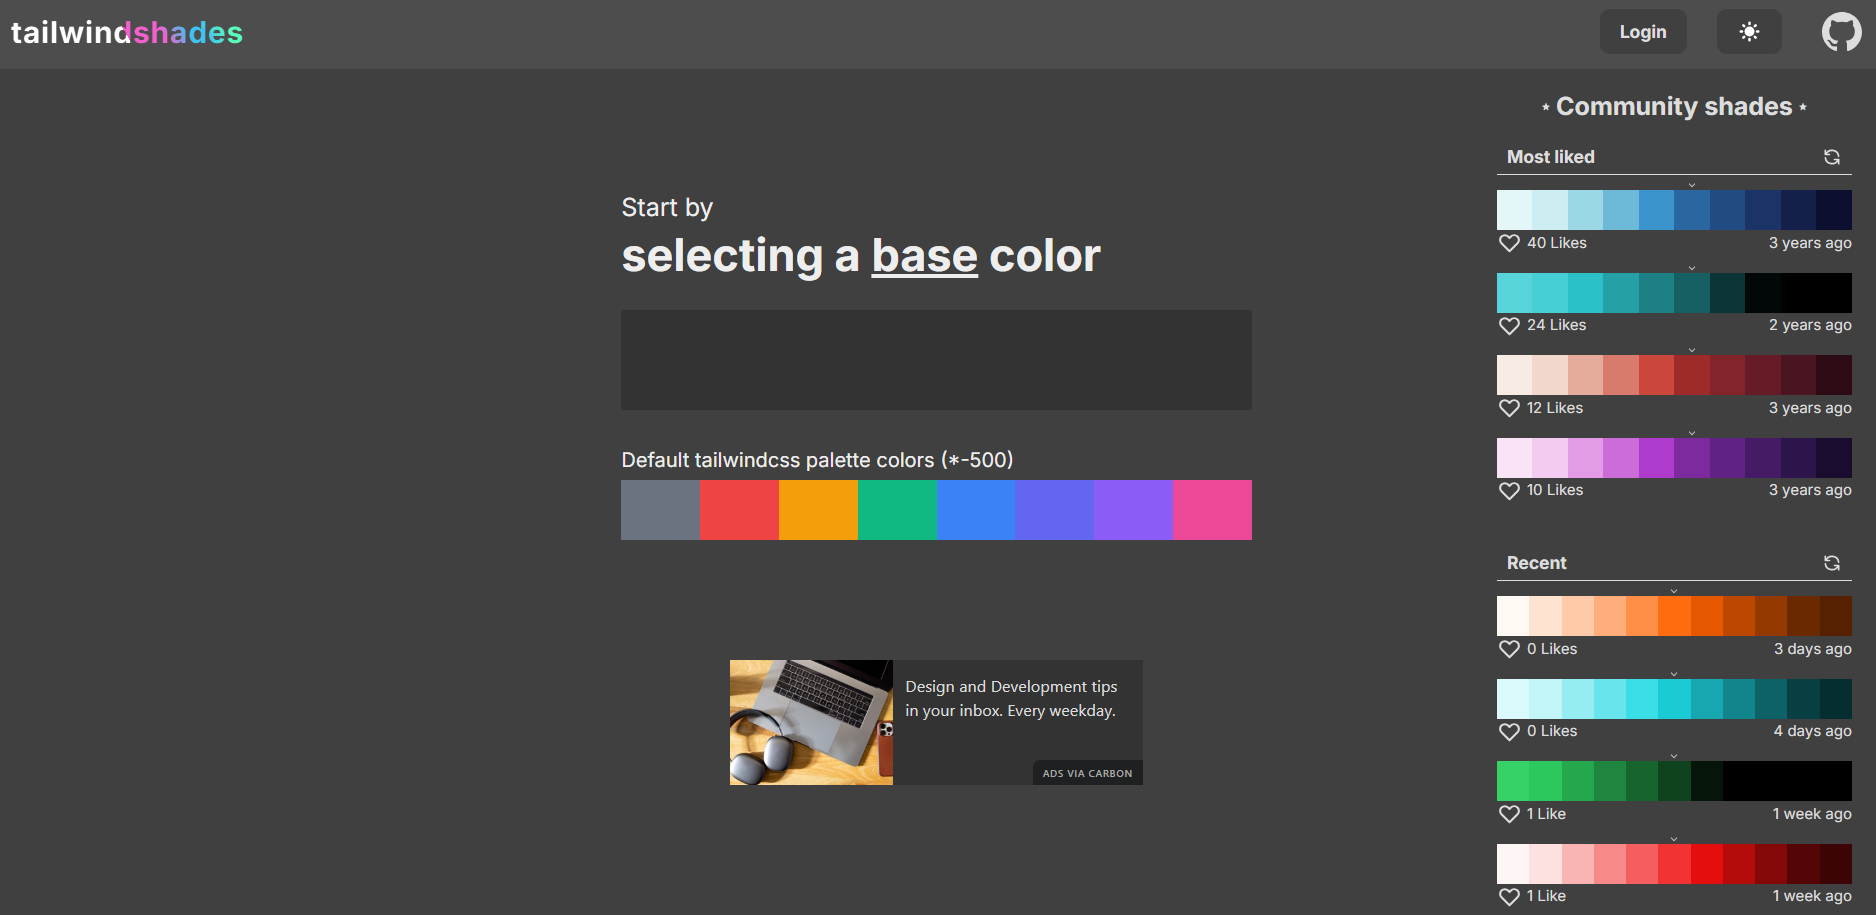 tailwindshades
Login
Start by
selecting a base color
Default tailwindcss palette colors (*-500)
Design and Development tips
in your inbox. Every weekday.
ADS VIA CARBON
⋆ Community shades ⋆
Most liked
40 Likes 3 years ago
24 Likes 2 years ago
12 Likes 3 years ago
10 Likes 3 years ago
Recent
0 Likes 3 days ago
0 Likes 4 days ago
1 Like 1 week ago
1 Like 1 week ago